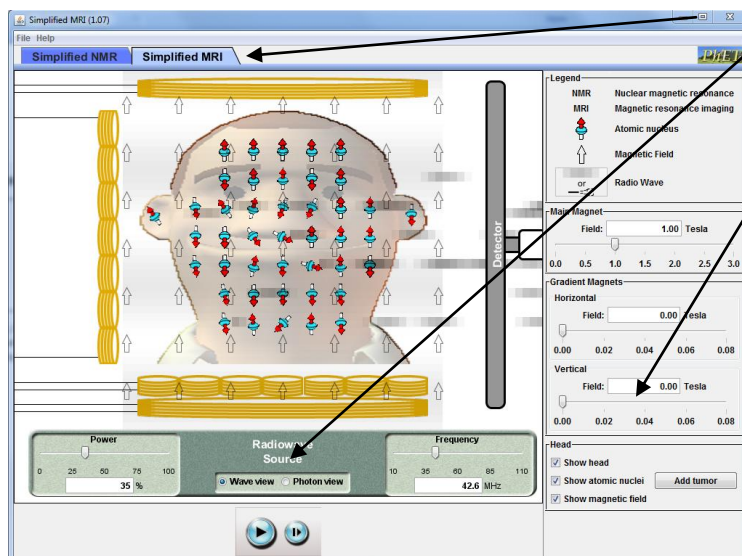 Simplified MRI (1.07)
File Help
Simplified NMR
Simplified MRI
Legend
NMR Nuclear magnetic resonance
MRI Magnetic resonance imaging
Atomic nucleus
Magnetic Field
or
Radio Wave
Main Magnet
Field: 1.00 Tesla
0.0 0.5 1.0 1.5 2.0 2.5 3.0
Detector
Gradient Magnets
Horizontal
Field: 0.00 Tesla
0.00 0.02 0.04 0.06 0.08
Vertical
Field: 0.00 Tesla
0.00 0.02 0.04 0.06 0.08
Power
0 25 50 75 100
35 %
Radiowave
Source
Wave view Photon view
Frequency
10 35 60 85 110
42.6 MHz
Head
Show head
Show atomic nuclei
Add tumor
Show magnetic field